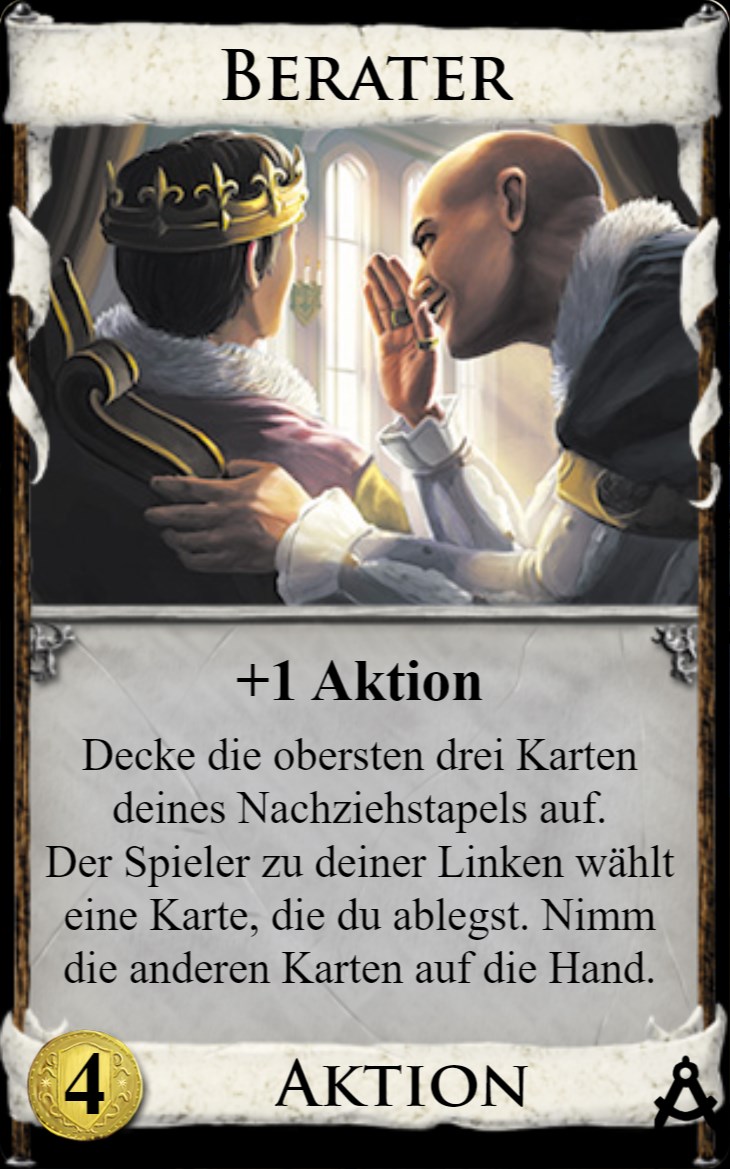 BERATER
+1 Aktion
Decke die obersten drei Karten
deines Nachziehstapels auf.
Der Spieler zu deiner Linken wählt
eine Karte, die du ablegst. Nimm
die anderen Karten auf die Hand.
4
AKTION